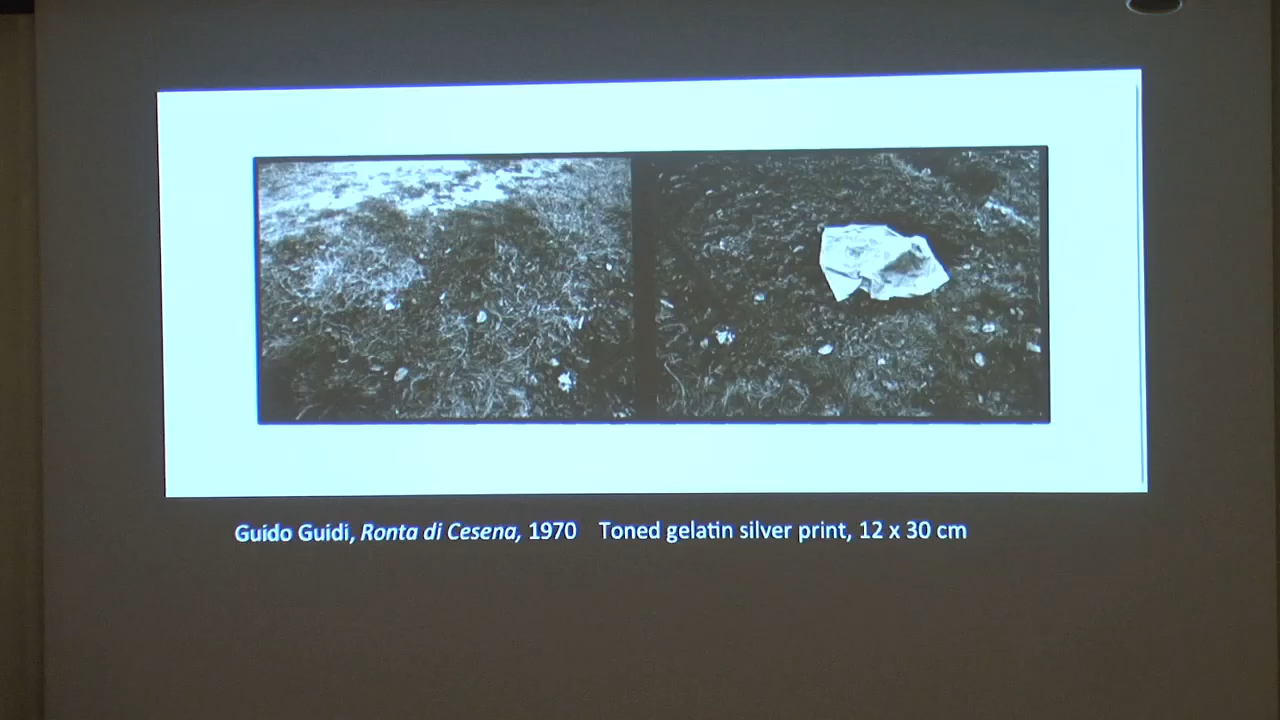 Guido Guidi, Ronta di Cesena, 1970 Toned gelatin silver print, 12 x 30 cm